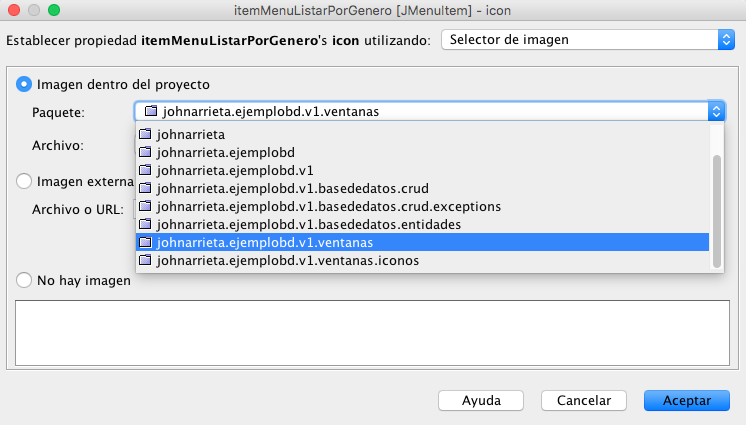 itemMenuListarPorGenero [JMenuItem] - icon
Establecer propiedad itemMenuListarPorGenero's icon utilizando: Selector de imagen
Imagen dentro del proyecto
Paquete: johnarrieta.ejemplobd.v1.ventanas
johnarrieta
Archivo: johnarrieta.ejemplobd
johnarrieta.ejemplobd.v1
Imagen externa johnarrieta.ejemplobd.v1.basededatos.crud
johnarrieta.ejemplobd.v1.basededatos.crud.exceptions
Archivo o URL: johnarrieta.ejemplobd.v1.basededatos.entidades
johnarrieta.ejemplobd.v1.ventanas
johnarrieta.ejemplobd.v1.ventanas.iconos
No hay imagen
Ayuda Cancelar Aceptar